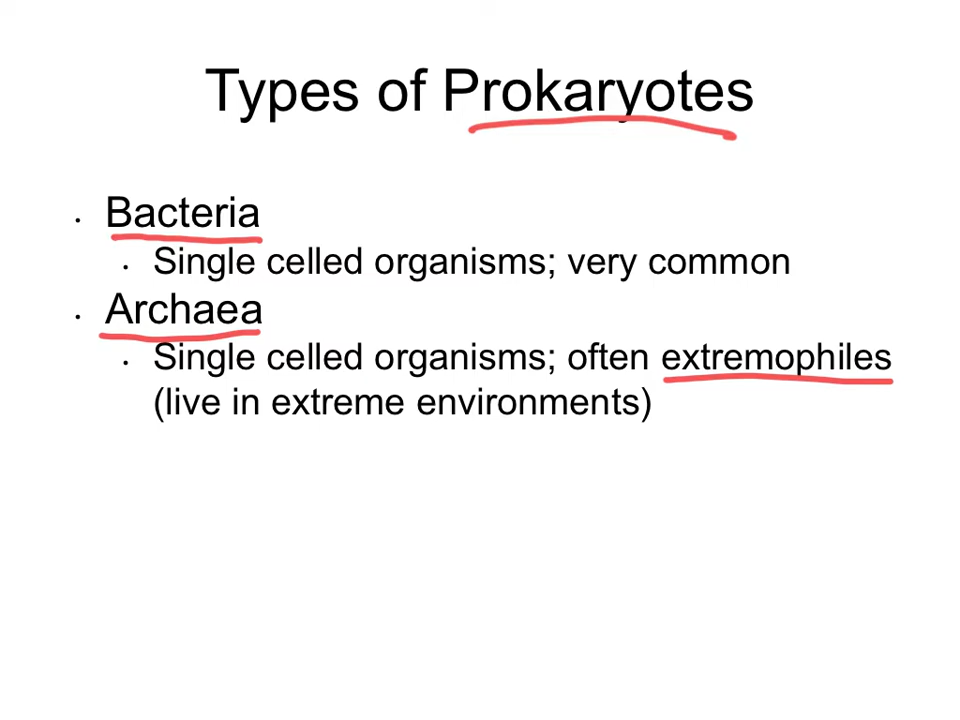 Types of Prokaryotes
• Bacteria
• Single celled organisms; very common
• Archaea
• Single celled organisms; often extremophiles
(live in extreme environments)